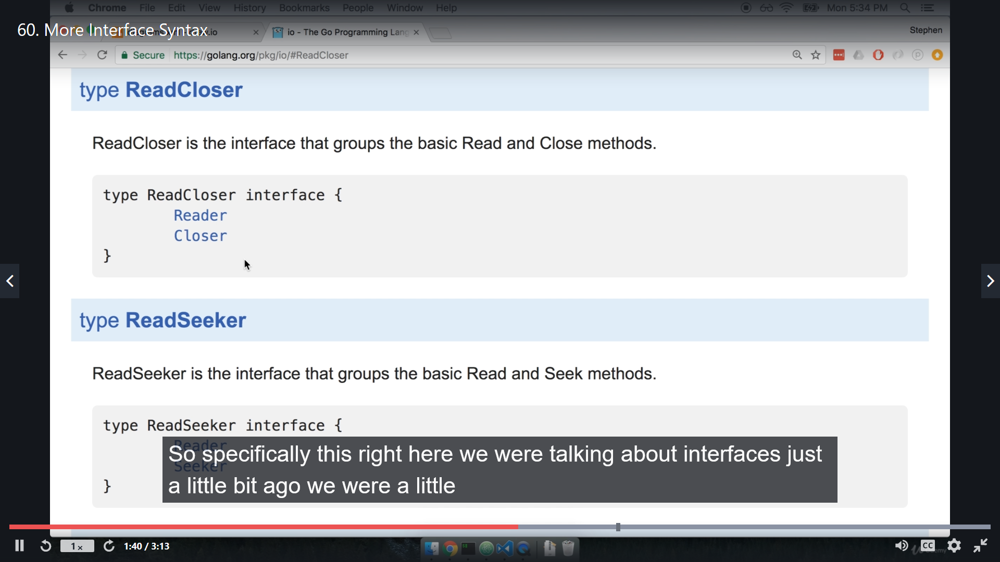 Chrome File Edit View History Bookmarks People Window Help Mon 5:34 PM
60. More Interface Syntax
io - The Go Programming Lang
Stephen
Secure https://golang.org/pkg/io/#ReadCloser
type ReadCloser
ReadCloser is the interface that groups the basic Read and Close methods.
type ReadCloser interface {
Reader
Closer
}
type ReadSeeker
ReadSeeker is the interface that groups the basic Read and Seek methods.
type ReadSeeker interface {
Reader
Seeker
}
So specifically this right here we were talking about interfaces just
a little bit ago we were a little
1x 1:40 / 3:13 CC